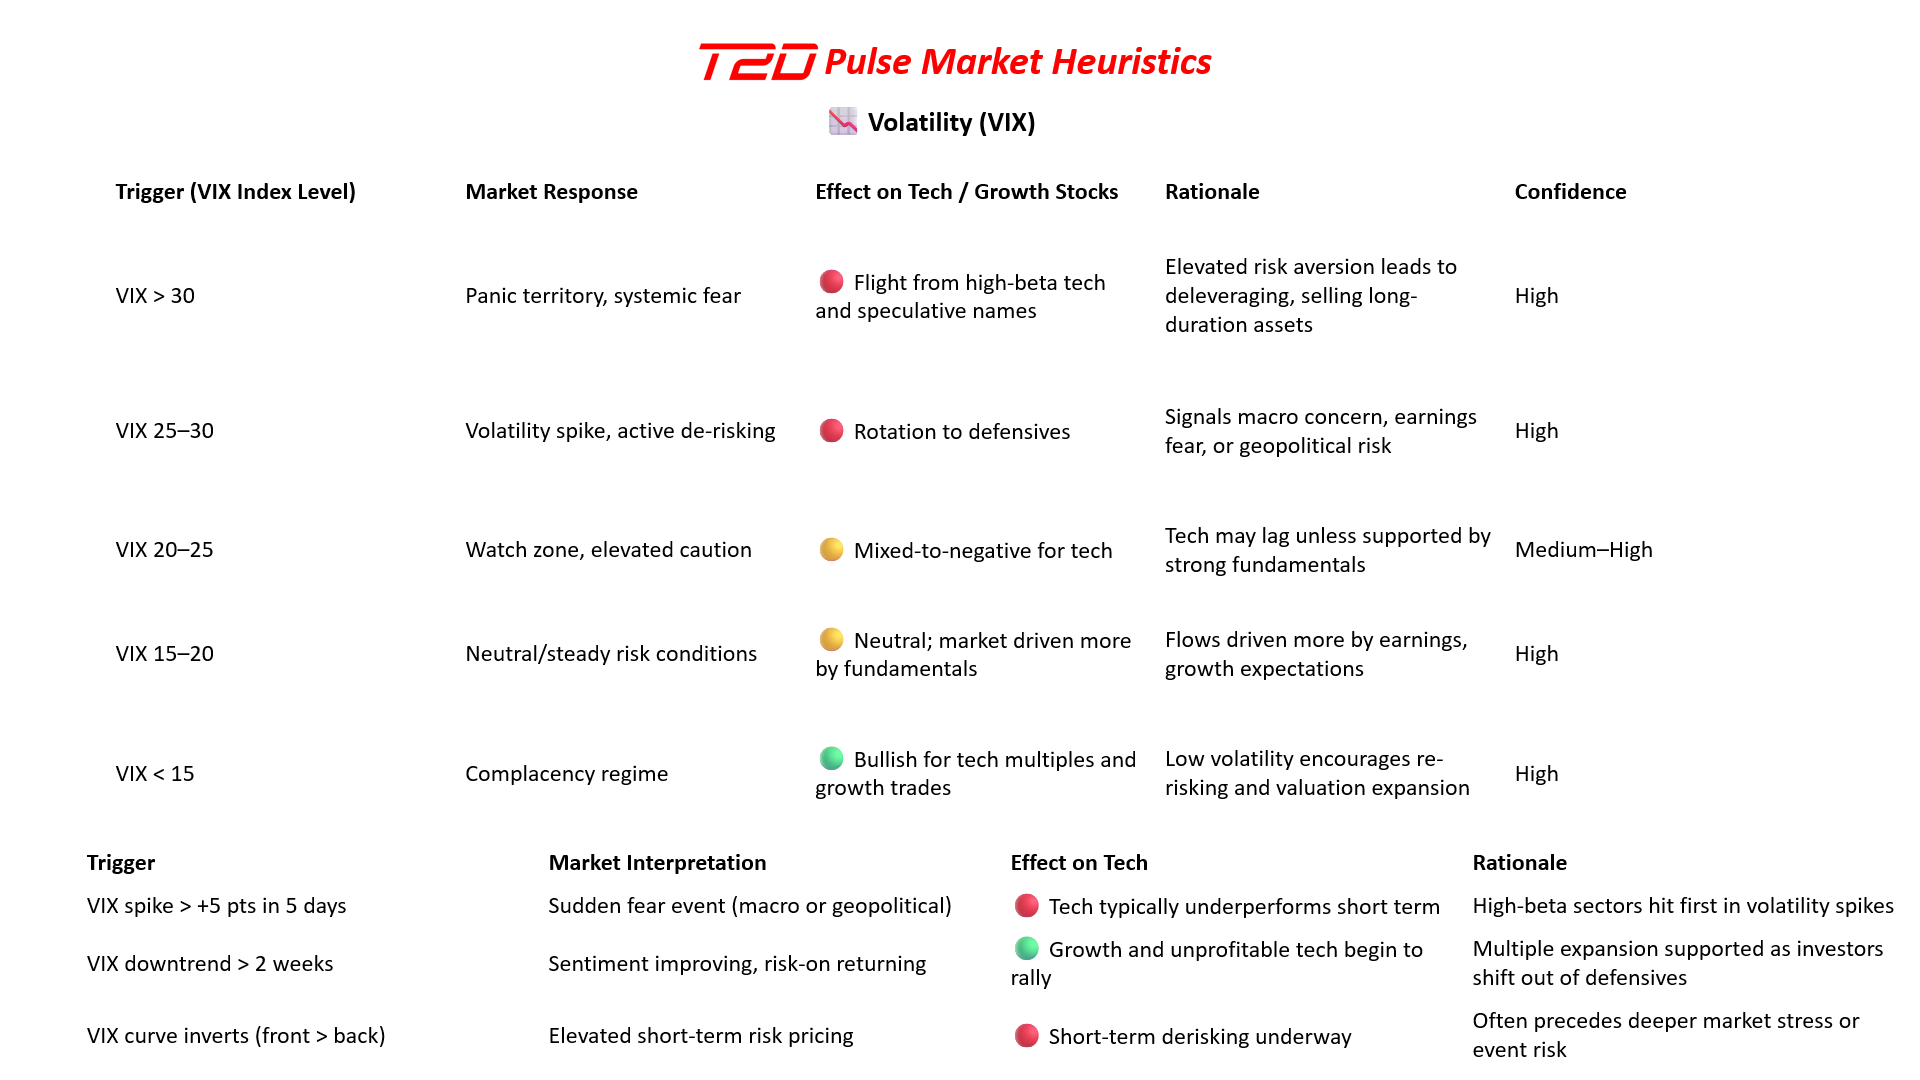 T2D Pulse Market Heuristics
Volatility (VIX)
Trigger (VIX Index Level) Market Response Effect on Tech / Growth Stocks Rationale Confidence
VIX > 30
Panic territory, systemic fear
Flight from high-beta tech
and speculative names
Elevated risk aversion leads to
deleveraging, selling long-
duration assets
High
VIX 25–30
Volatility spike, active de-risking
Rotation to defensives
Signals macro concern, earnings
fear, or geopolitical risk
High
VIX 20–25
Watch zone, elevated caution
Mixed-to-negative for tech
Tech may lag unless supported by
strong fundamentals
Medium–High
VIX 15–20
Neutral/steady risk conditions
Neutral; market driven more
by fundamentals
Flows driven more by earnings,
growth expectations
High
VIX < 15
Complacency regime
Bullish for tech multiples and
growth trades
Low volatility encourages re-
risking and valuation expansion
High
Trigger Market Interpretation Effect on Tech Rationale
VIX spike > +5 pts in 5 days
Sudden fear event (macro or geopolitical)
Tech typically underperforms short term
High-beta sectors hit first in volatility spikes
VIX downtrend > 2 weeks
Sentiment improving, risk-on returning
Growth and unprofitable tech begin to
rally
Multiple expansion supported as investors
shift out of defensives
VIX curve inverts (front > back)
Elevated short-term risk pricing
Short-term derisking underway
Often precedes deeper market stress or
event risk